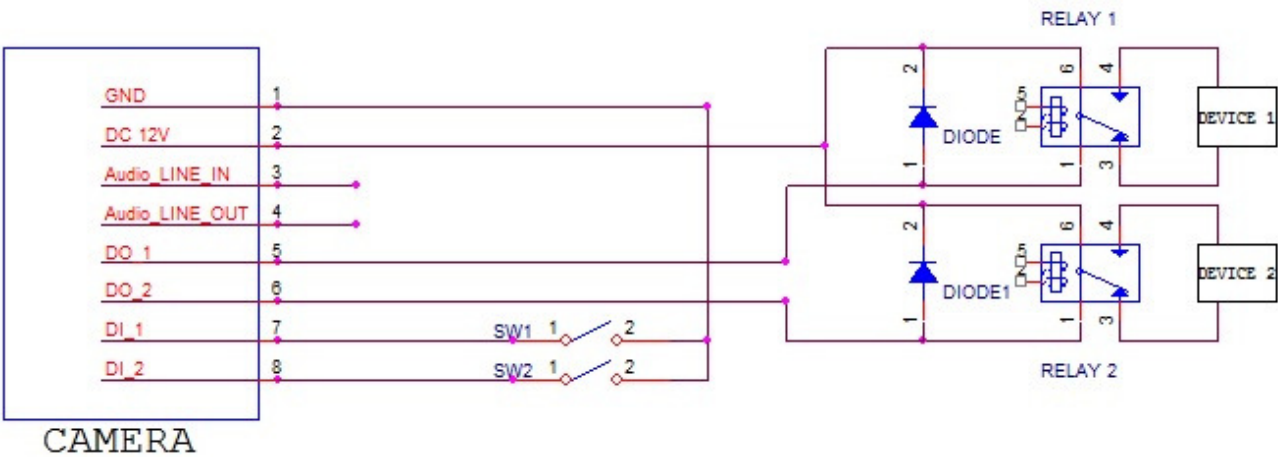 RELAY 1
GND 1
DC 12V 2
Audio_LINE_IN 3
Audio_LINE_OUT 4
DO_1 5
DO_2 6
DI_1 7
DI_2 8
SW1 1 2
SW2 1 2
CAMERA
2 DIODE 1
6 4
5
2
1 3
DEVICE 1
2 DIODE1 1
6 4
5
2
1 3
DEVICE 2
RELAY 2